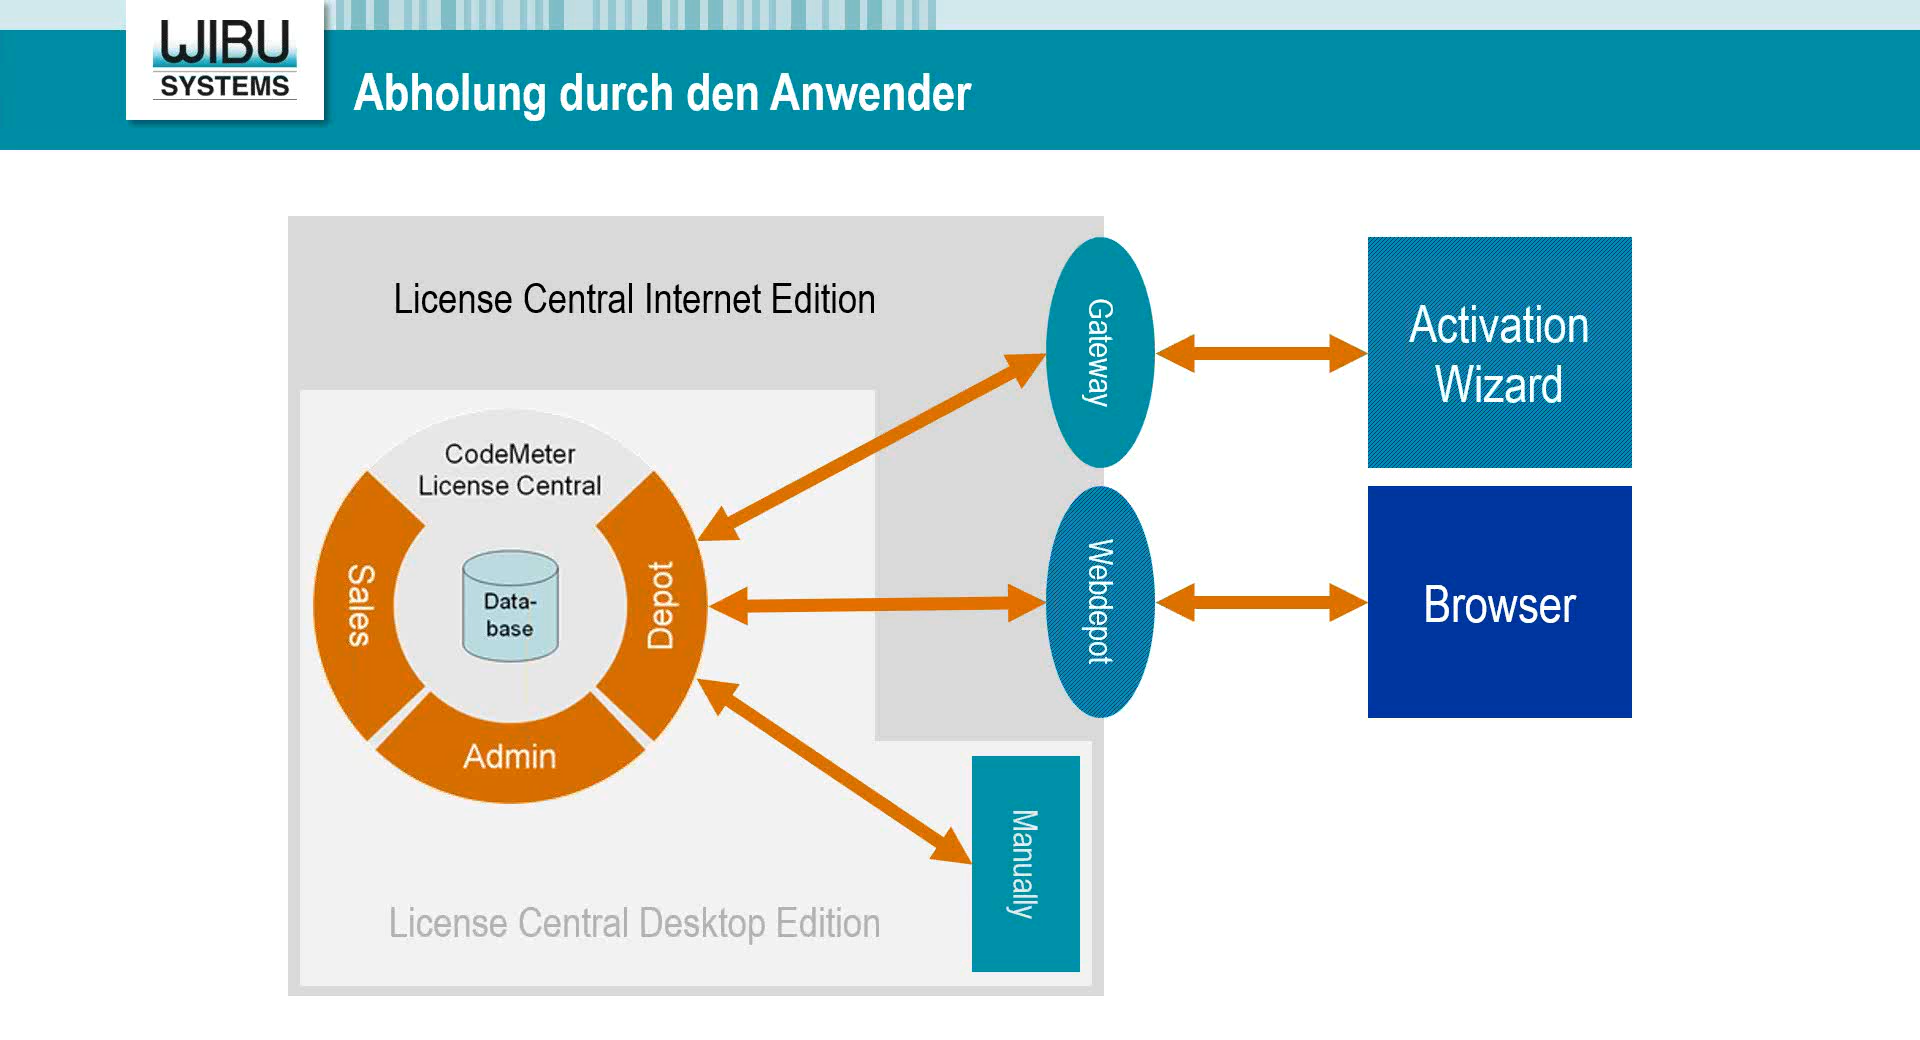 WIBU
SYSTEMS
Abholung durch den Anwender
License Central Internet Edition
Gateway
Activation
Wizard
CodeMeter
License Central
Sales
Data-
base
Depot
Webdepot
Browser
Admin
Manually
License Central Desktop Edition